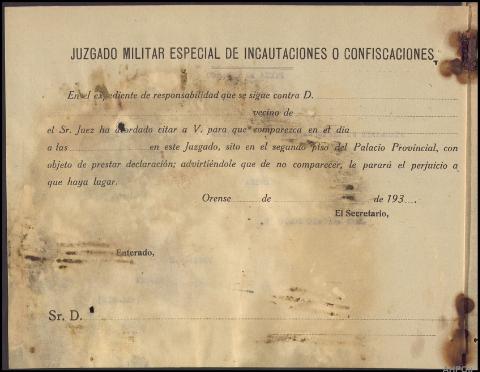 JUZGADO MILITAR ESPECIAL DE INCAUTACIONES O CONFISCACIONES
En el expediente de responsabilidad que se sigue contra D.
vecino de
el Sr. Juez ha acordado citar a V. para que comparezca en el día
a las en este Juzgado, sito en el segundo piso del Palacio Provincial, con
objeto de prestar declaración; advirtiéndole que de no comparecer, le parará el perjuicio a
que haya lugar.
Orense de de 193
El Secretario,
Enterado,
Sr. D.